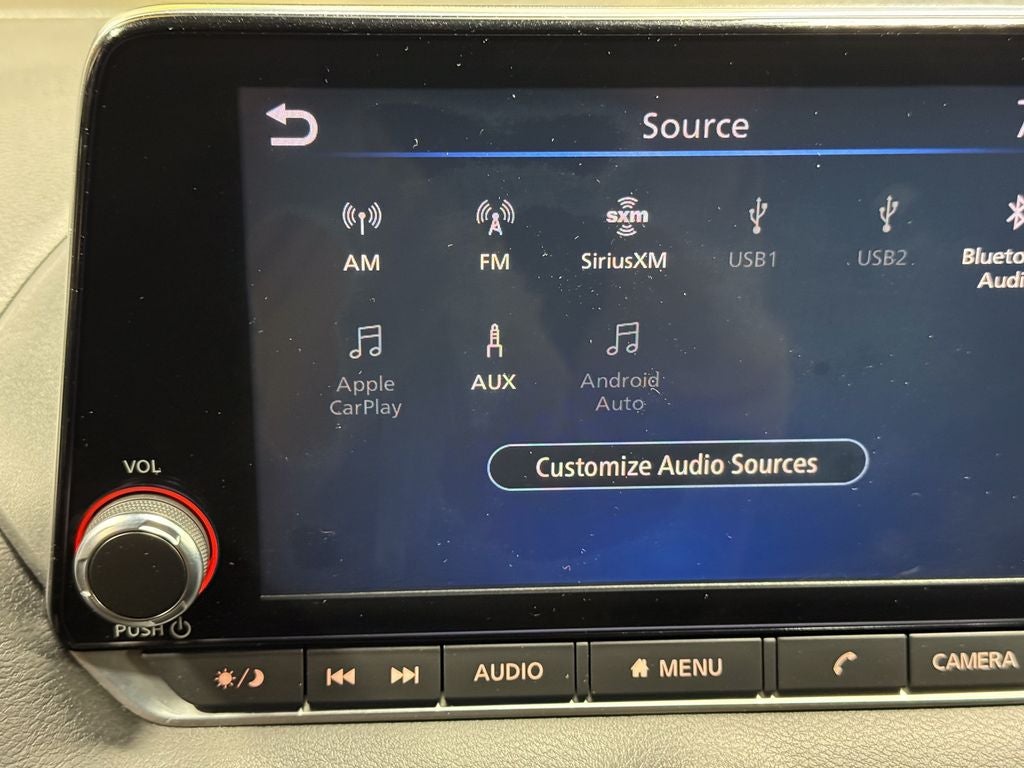 Source
sxm
AM
FM
SiriusXM
USB1
USB2
Apple
CarPlay
AUX
Android
Auto
Customize Audio Sources
VOL
PUSH
AUDIO
MENU
CAMERA